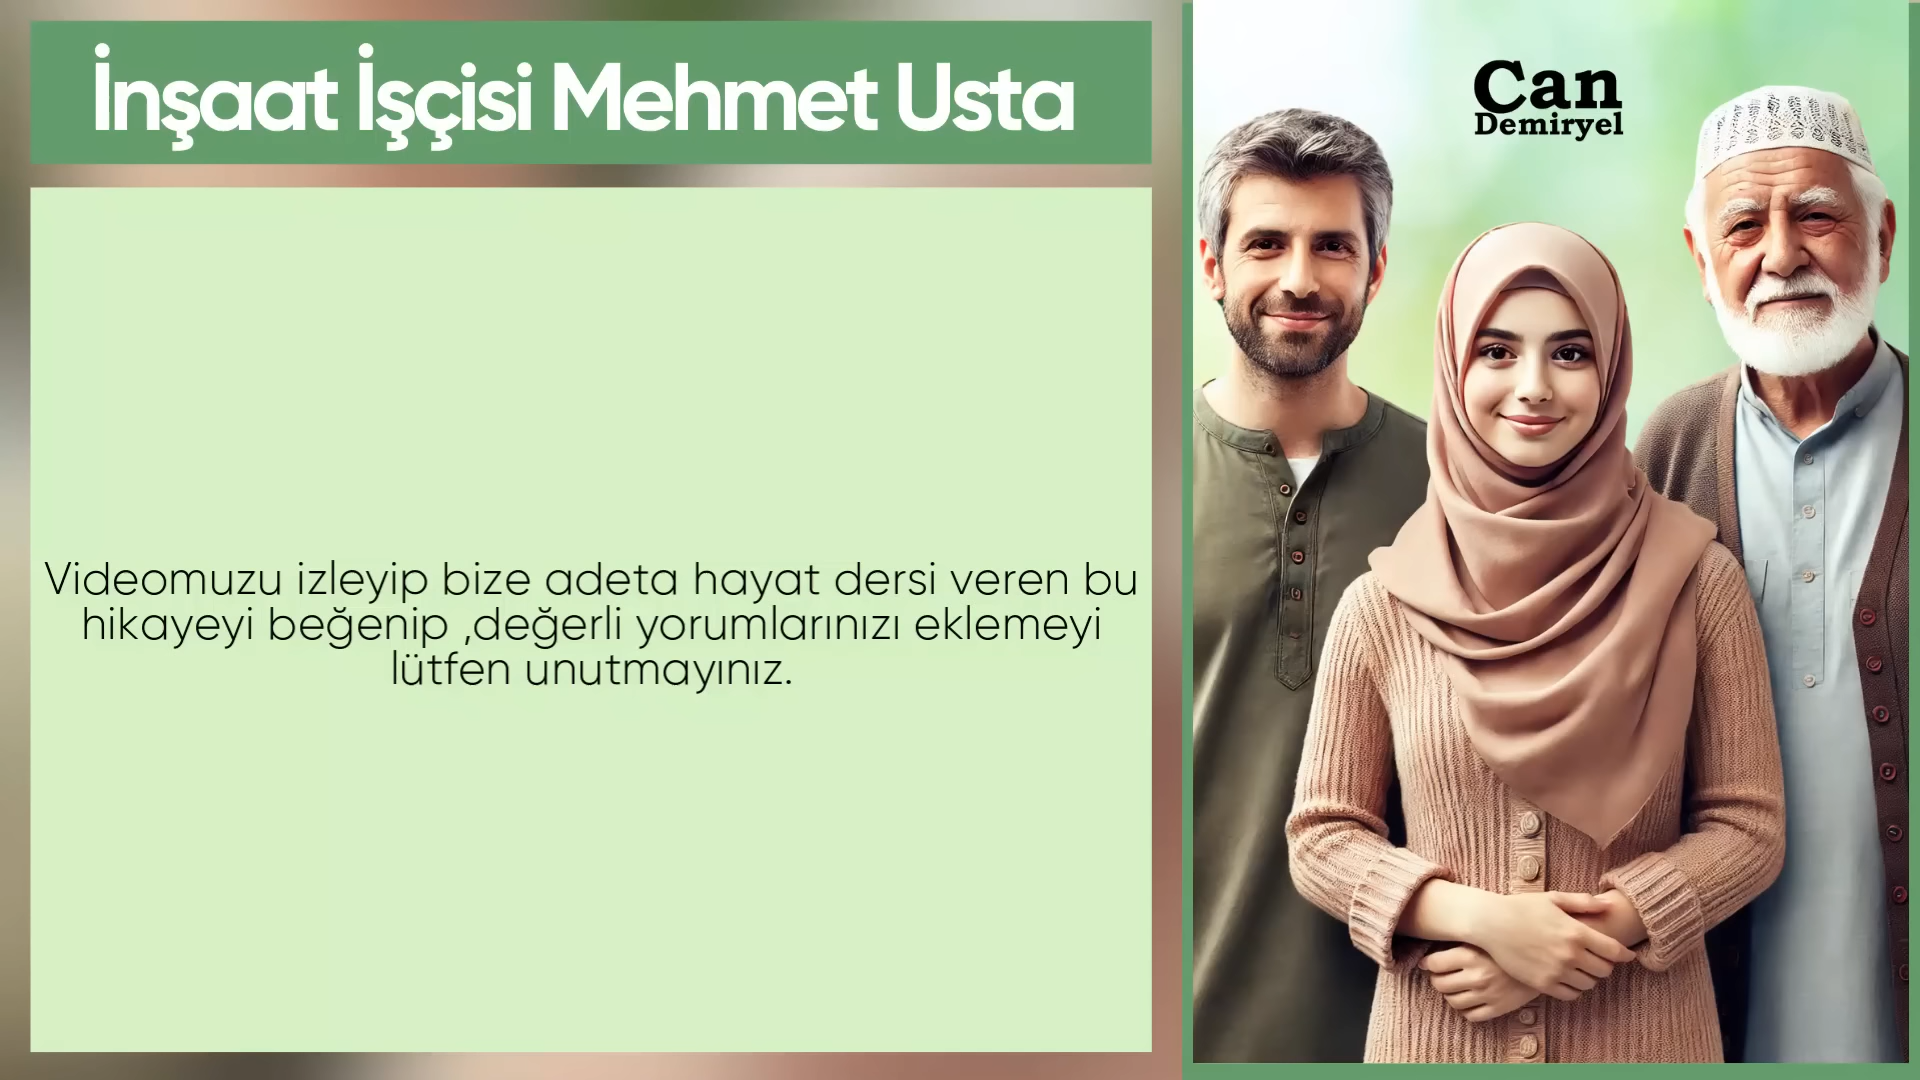 İnşaat İşçisi Mehmet Usta
Videomuzu izleyip bize adeta hayat dersi veren bu
hikayeyi beğenip ,değerli yorumlarınızı eklemeyi
lütfen unutmayınız.
Can
Demiryel